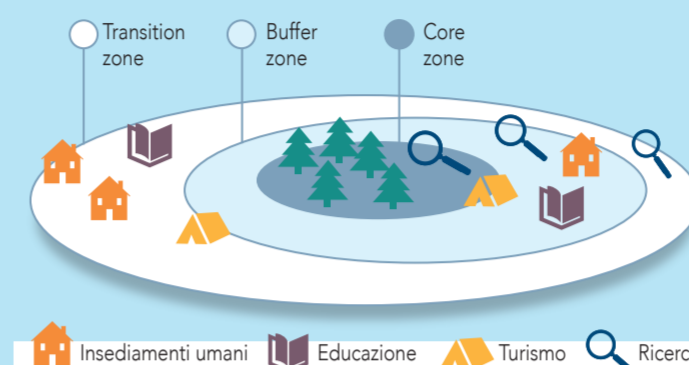 Transition
zone
Buffer
zone
Core
zone
Insediamenti umani
Educazione
Turismo